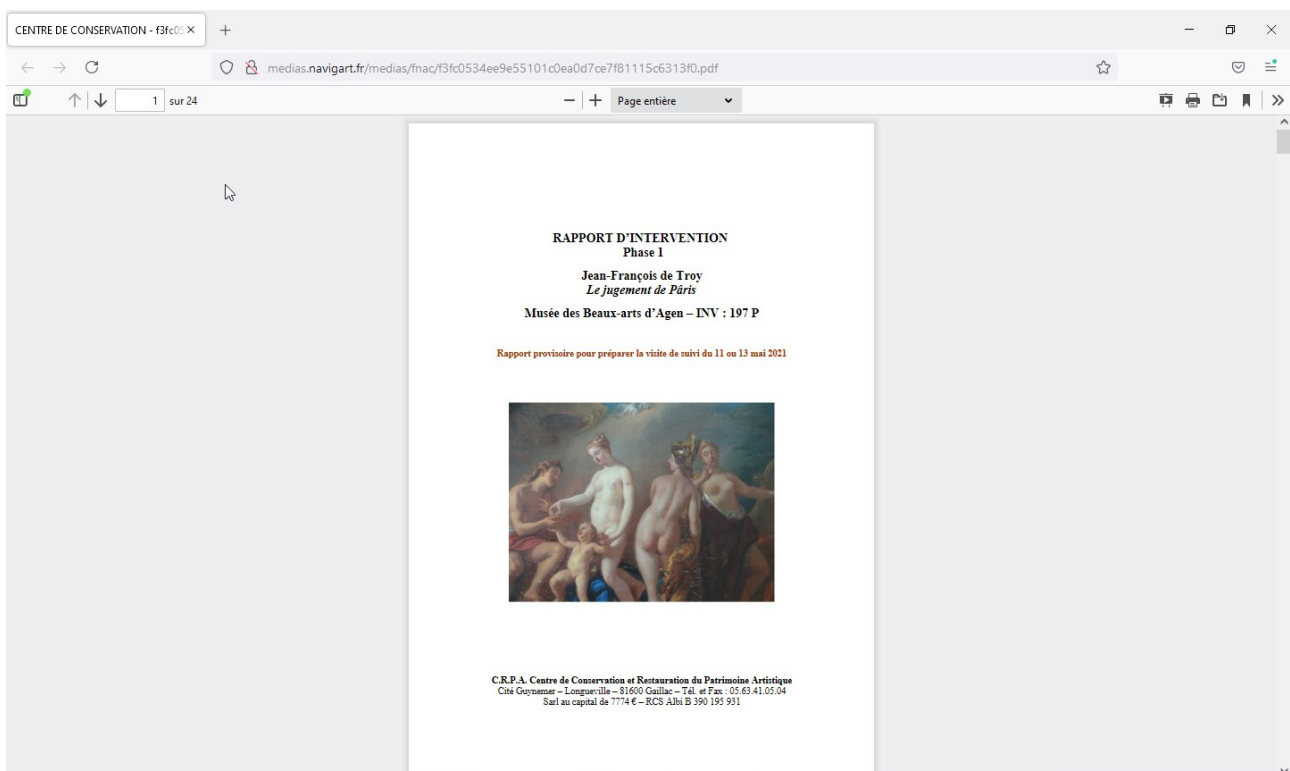 CENTRE DE CONSERVATION - f3fc05
medias.navigart.fr/medias/fnac/f3fc0534ee9e55101c0ea0d7ce7f81115c6313f0.pdf
1 sur 24
Page entière
RAPPORT D'INTERVENTION
Phase 1
Jean-François de Troy
Le jugement de Pâris
Musée des Beaux-arts d'Agen – INV : 197 P
Rapport provisoire pour préparer la visite de suivi du 11 ou 13 mai 2021
C.R.P.A. Centre de Conservation et Restauration du Patrimoine Artistique
Cité Guynemer – Longueville – 81600 Gaillac – Tél. et Fax : 05.63.41.05.04
Sarl au capital de 7774 € – RCS Albi B 390 195 931